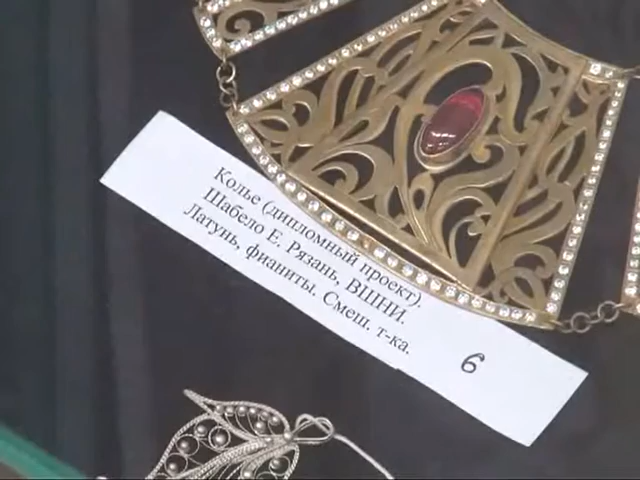 Колье (дипломный проект).
Шабело Е. Рязань, ВШНИ.
Латунь, фианиты. Смеш. т-ка.
6